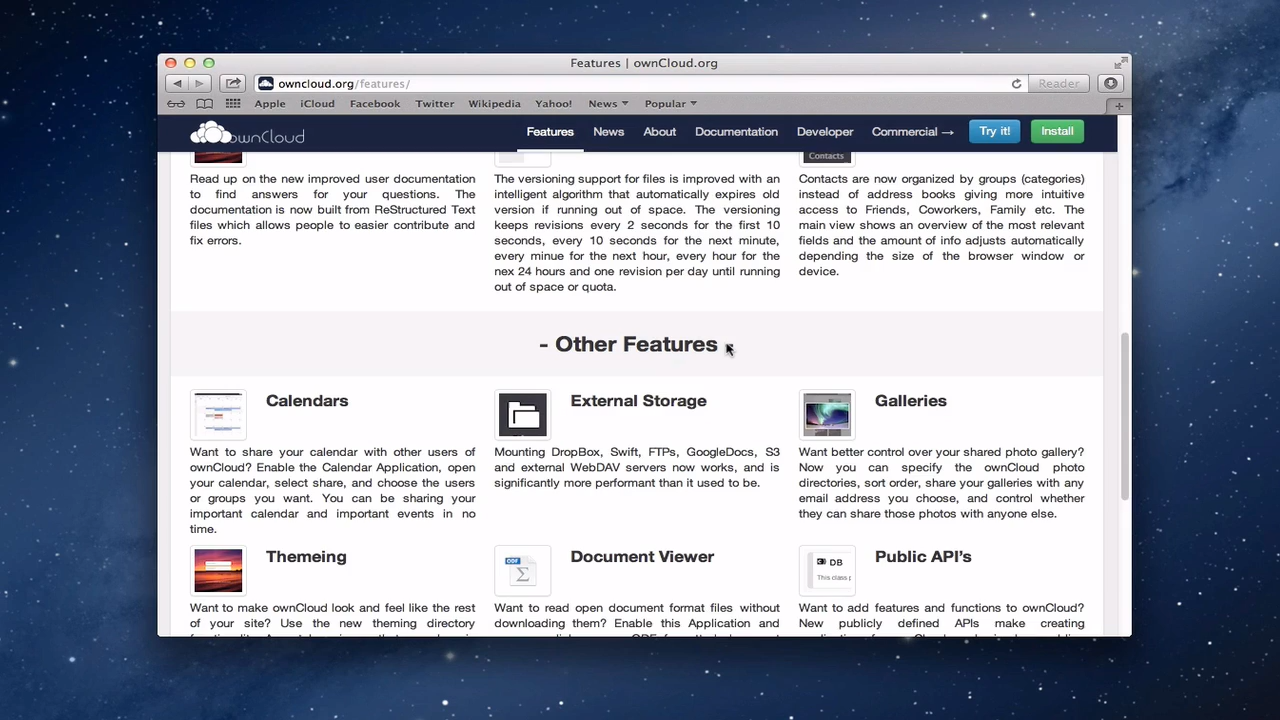 Features | ownCloud.org
owncloud.org/features/
Reader
Apple iCloud Facebook Twitter Wikipedia Yahoo! News Popular
ownCloud
Features News About Documentation Developer Commercial → Try it! Install
Contacts
Read up on the new improved user documentation
to find answers for your questions. The
documentation is now built from ReStructured Text
files which allows people to easier contribute and
fix errors.
The versioning support for files is improved with an
intelligent algorithm that automatically expires old
version if running out of space. The versioning
keeps revisions every 2 seconds for the first 10
seconds, every 10 seconds for the next minute,
every minue for the next hour, every hour for the
nex 24 hours and one revision per day until running
out of space or quota.
Contacts are now organized by groups (categories)
instead of address books giving more intuitive
access to Friends, Coworkers, Family etc. The
main view shows an overview of the most relevant
fields and the amount of info adjusts automatically
depending the size of the browser window or
device.
- Other Features -
Calendars
Want to share your calendar with other users of
ownCloud? Enable the Calendar Application, open
your calendar, select share, and choose the users
or groups you want. You can be sharing your
important calendar and important events in no
time.
External Storage
Mounting DropBox, Swift, FTPs, GoogleDocs, S3
and external WebDAV servers now works, and is
significantly more performant than it used to be.
Galleries
Want better control over your shared photo gallery?
Now you can specify the ownCloud photo
directories, sort order, share your galleries with any
email address you choose, and control whether
they can share those photos with anyone else.
Themeing
Want to make ownCloud look and feel like the rest
of your site? Use the new theming directory
ODF
Σ
Document Viewer
Want to read open document format files without
downloading them? Enable this Application and
DB
This class p
Public API's
Want to add features and functions to ownCloud?
New publicly defined APIs make creating